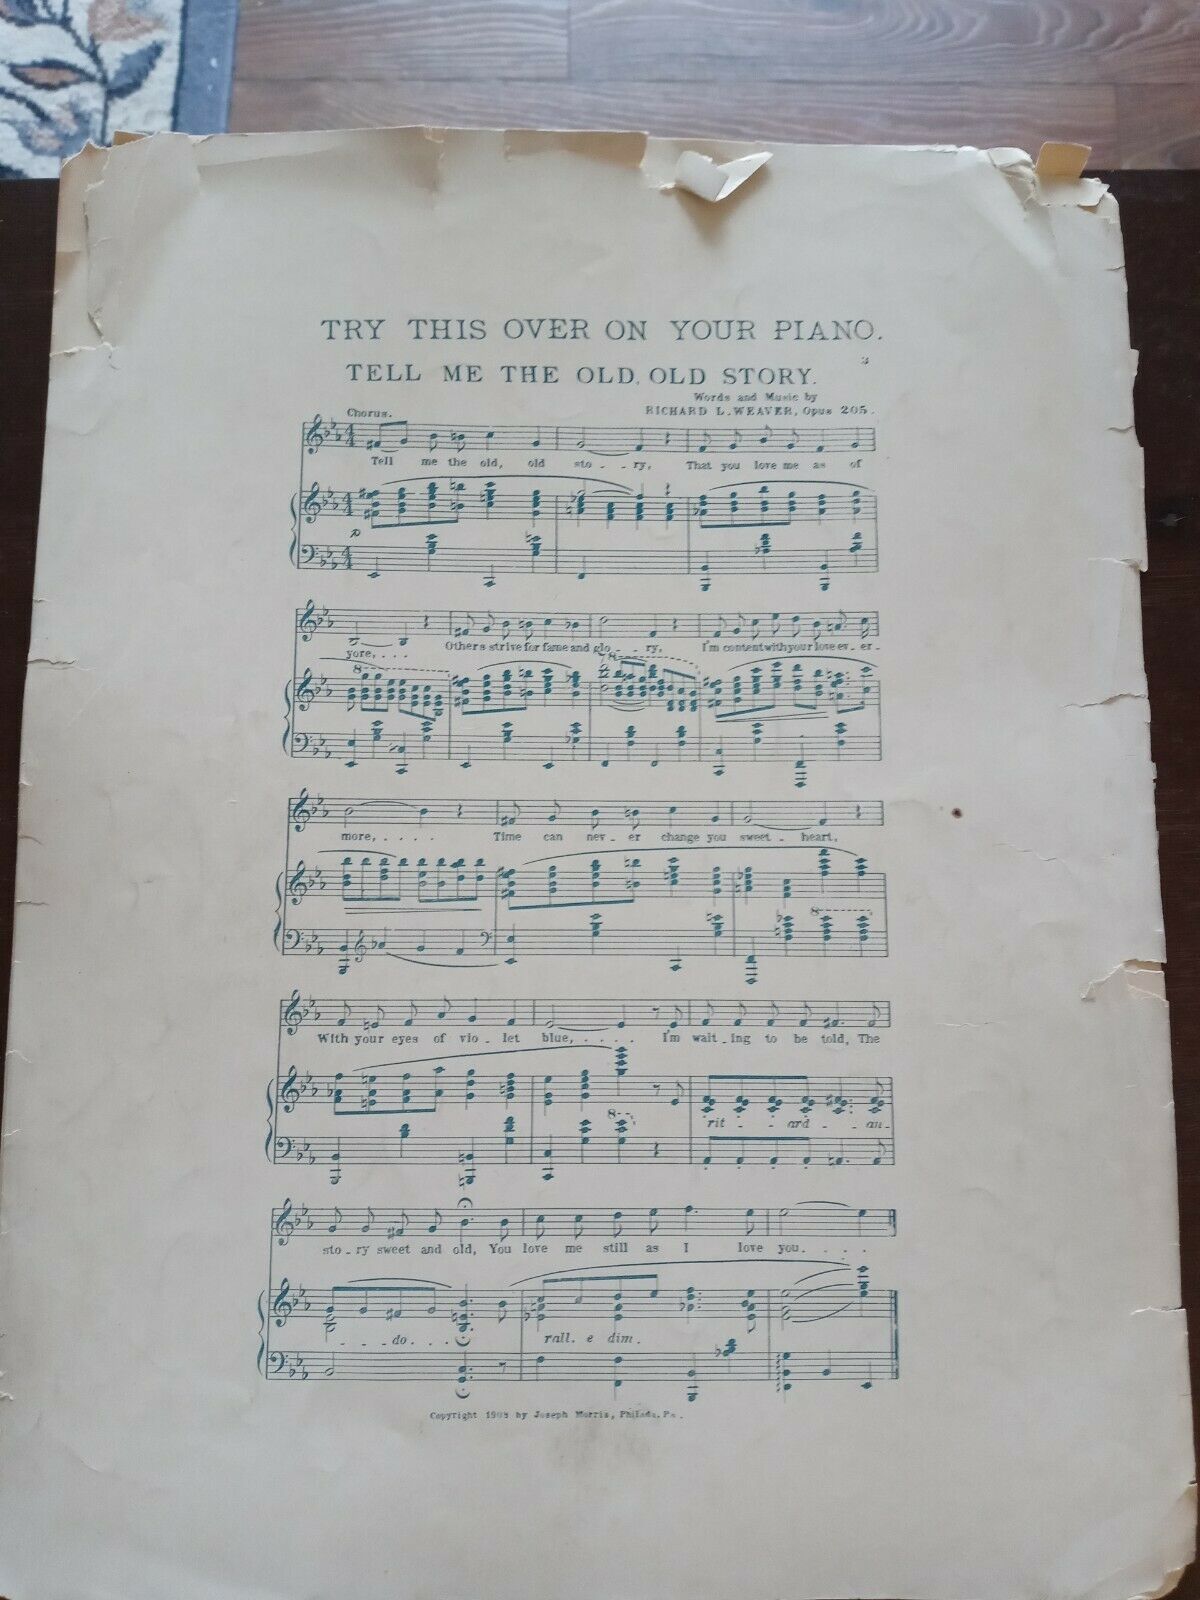 TRY THIS OVER ON YOUR PIANO.
3
TELL ME THE OLD, OLD STORY.
Words and Music by
RICHARD L. WEAVER, Opus 205.
Chorus.
Tell me the old, old sto - - ry, That you love me as of
p
yore, . . . . Others strive for fame and glo - - ry, I'm content with your love ev - er -
8
8
more, . . . . . Time can nev - er change you sweet - heart,
8
With your eyes of vio - let blue, . . . . . I'm wait - ing to be told, The
8
rit - - ard - - an -
sto - ry sweet and old, You love me still as I love you. . . . .
- - - do. . . . rall. e dim.
Copyright by Joseph Morris, Philada. Pa.